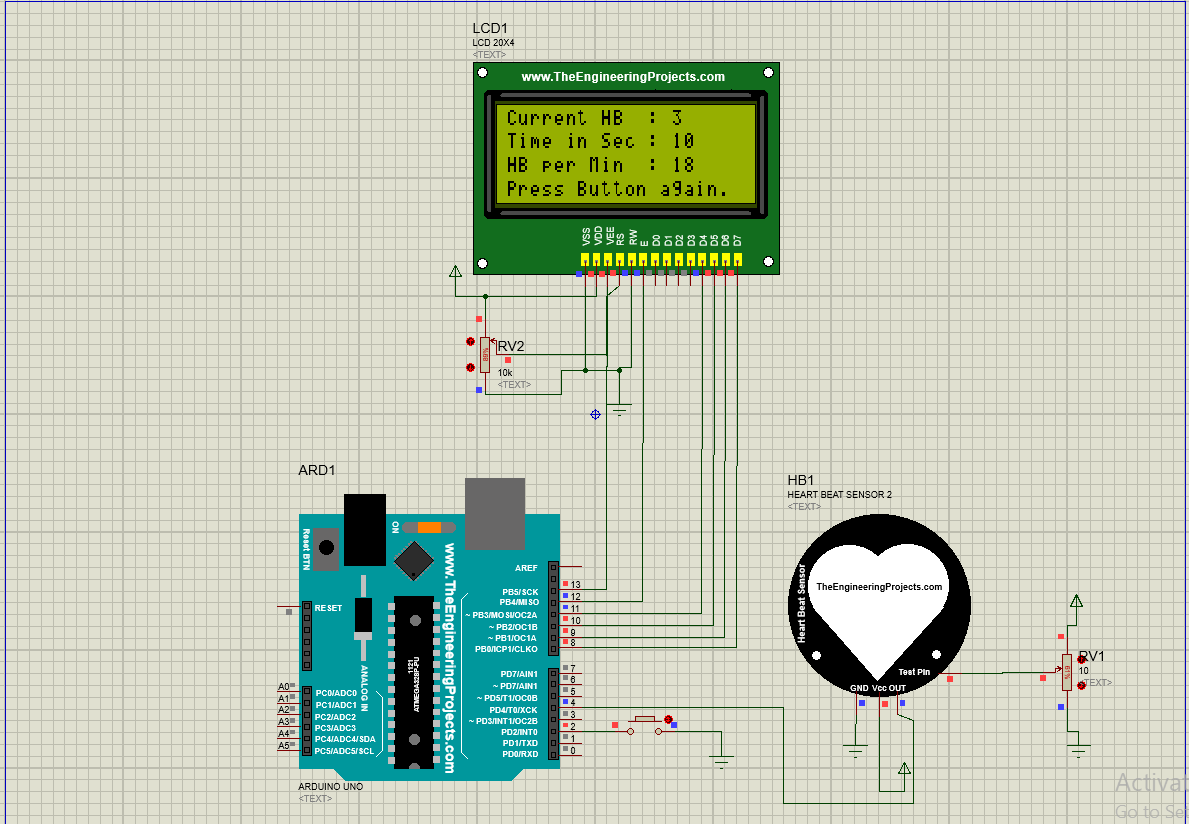 LCD1
LCD 20X4
<TEXT>
www.TheEngineeringProjects.com
Current HB : 3
Time in Sec : 10
HB per Min : 18
Press Button again.
VSS VDD VEE RS RW E D0 D1 D2 D3 D4 D5 D6 D7
RV2
10k
<TEXT>
ARD1
Reset BTN
ON
www.TheEngineeringProjects.com
RESET
AREF
13
PB5/SCK
12
PB4/MISO
11
~ PB3/MOSI/OC2A
10
~ PB2/OC1B
9
~ PB1/OC1A
8
PB0/ICP1/CLKO
7
PD7/AIN1
6
~ PD7/AIN1
5
~ PD5/T1/OC0B
4
PD4/T0/XCK
3
~ PD3/INT1/OC2B
2
PD2/INT0
1
PD1/TXD
0
PD0/RXD
1121
ATMEGA328P-PU
ANALOG IN
A0
PC0/ADC0
A1
PC1/ADC1
A2
PC2/ADC2
A3
PC3/ADC3
A4
PC4/ADC4/SDA
A5
PC5/ADC5/SCL
ARDUINO UNO
<TEXT>
HB1
HEART BEAT SENSOR 2
<TEXT>
Heart Beat Sensor
TheEngineeringProjects.com
Test Pin
GND Vcc OUT
RV1
10
<TEXT>
Activat
Go to Se